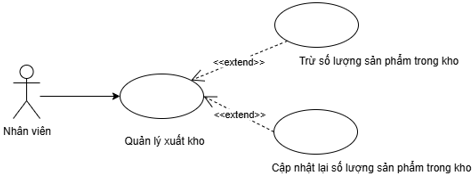 <<extend>>
Trừ số lượng sản phẩm trong kho
Nhân viên
Quản lý xuất kho
<<extend>>
Cập nhật lại số lượng sản phẩm trong kho